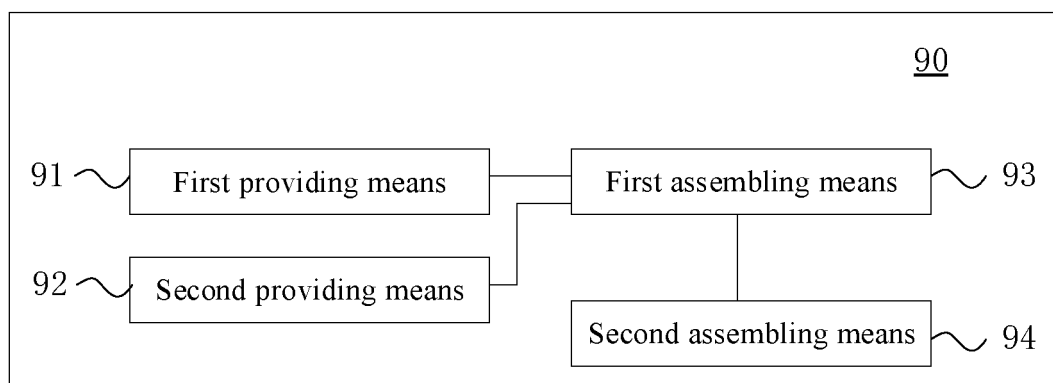 90
91 First providing means First assembling means 93
92 Second providing means
Second assembling means 94